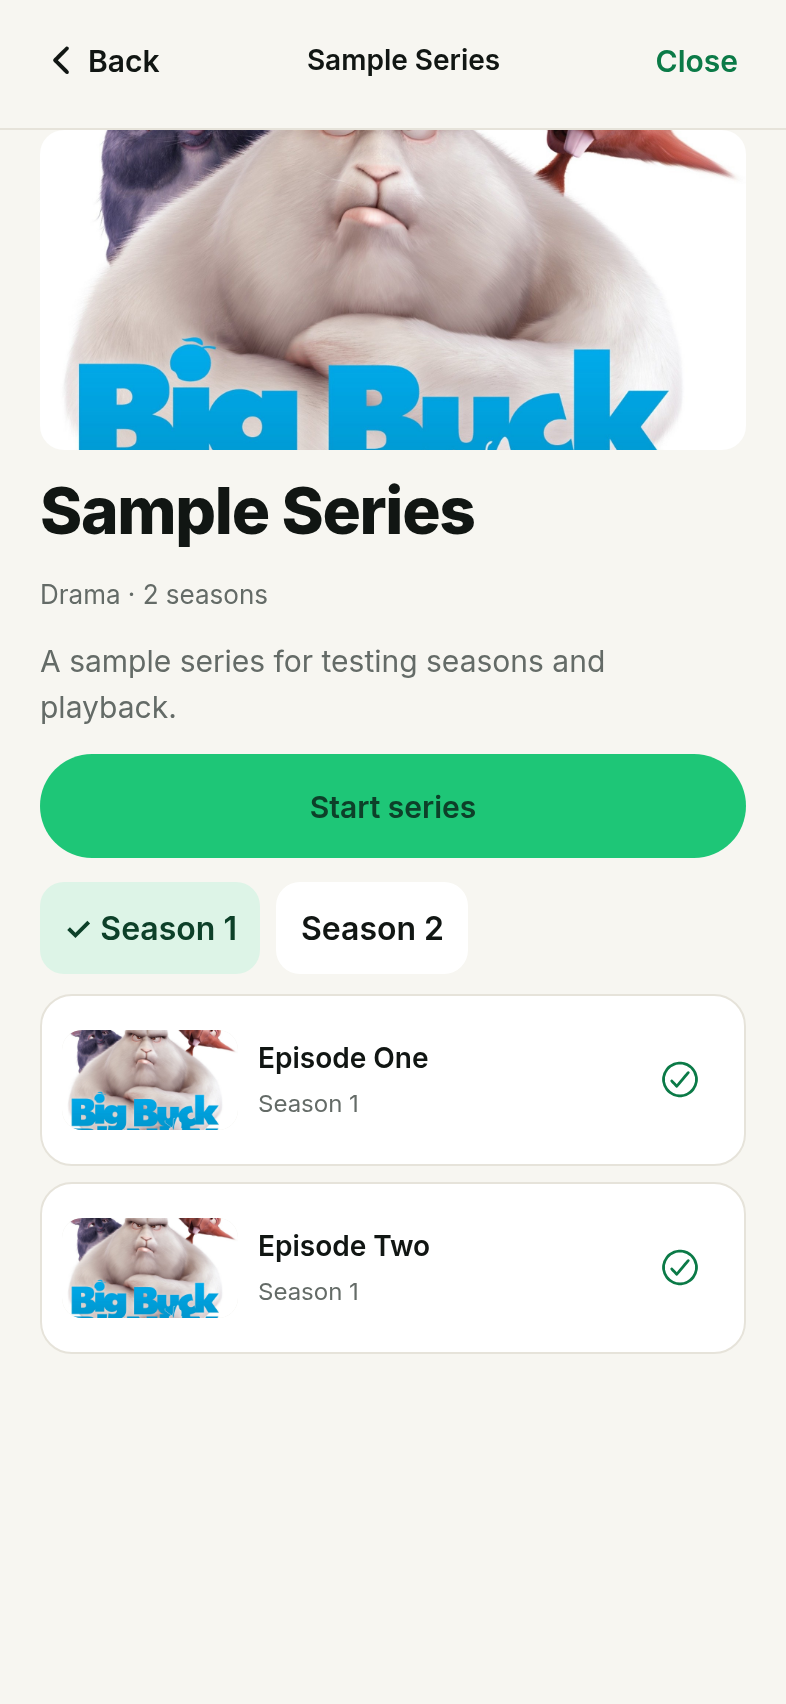 Back
Sample Series
Close
Big Buck
Sample Series
Drama · 2 seasons
A sample series for testing seasons and
playback.
Start series
Season 1
Season 2
Big Buck
Episode One
Season 1
Big Buck
Episode Two
Season 1